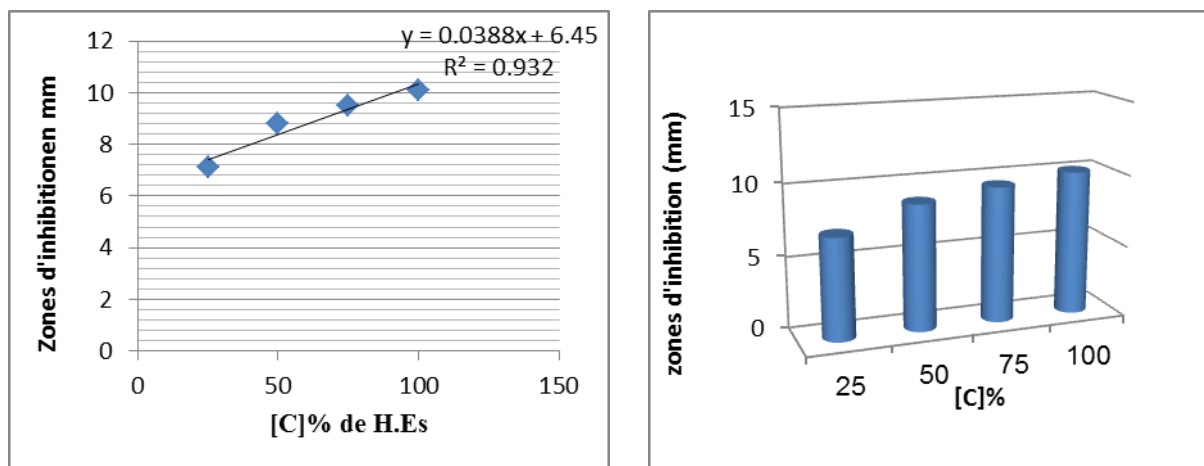 y = 0.0388x + 6.45
R² = 0.932
Zones d'inhibitionen mm
12
10
8
6
4
2
0
0 50 100 150
[C]% de H.Es
zones d'inhibition (mm)
15
10
5
0
25 50 75 100
[C]%